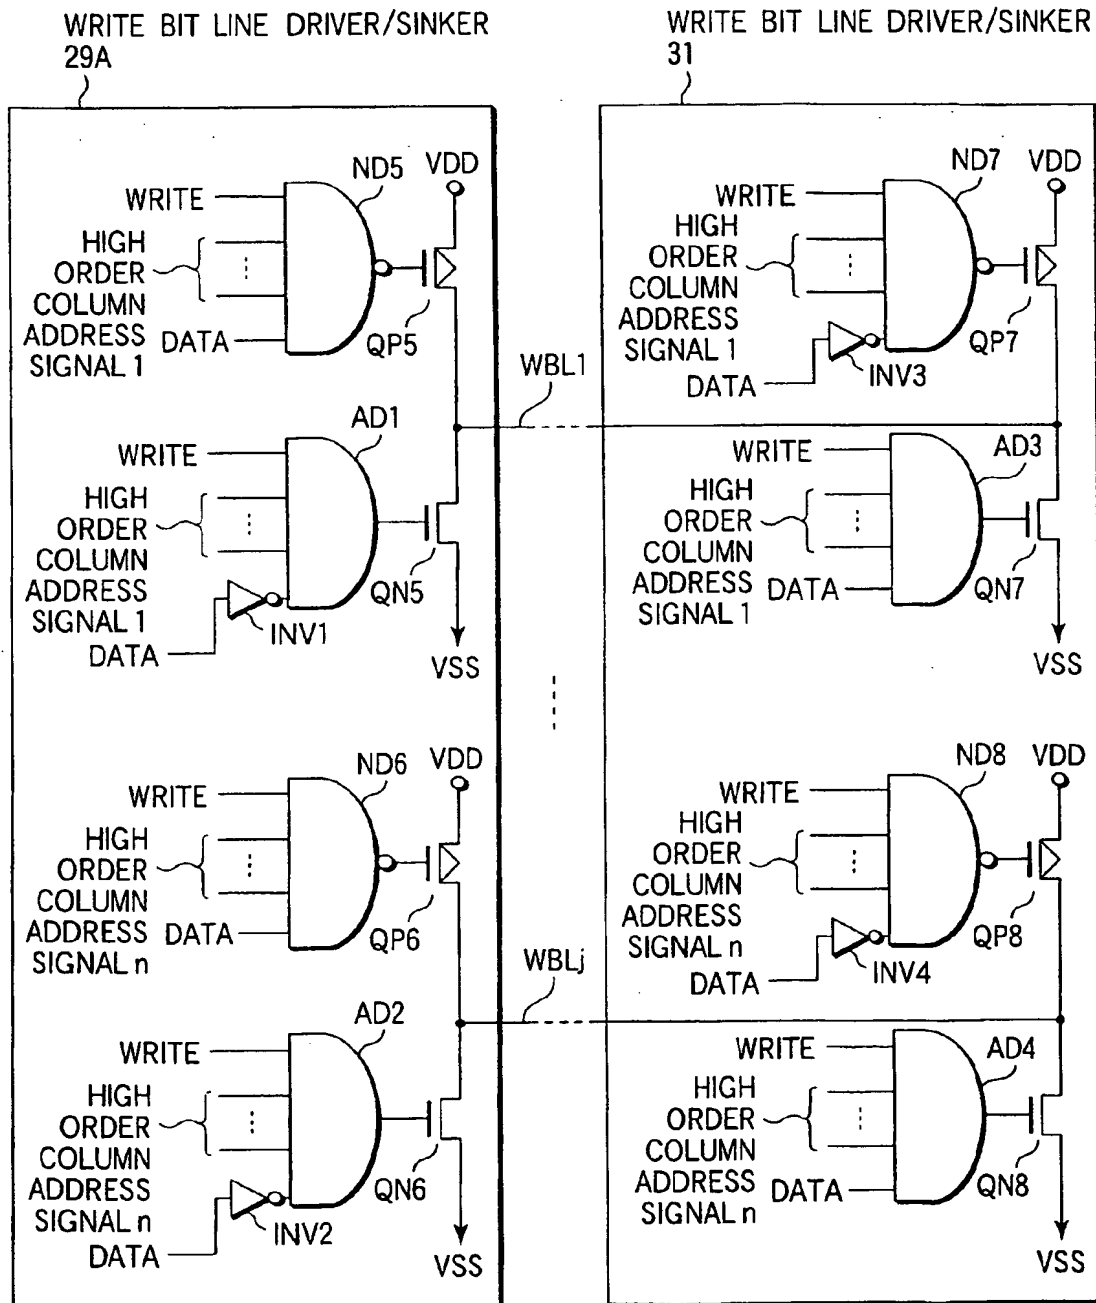 WRITE BIT LINE DRIVER/SINKER
29A
WRITE
HIGH
ORDER
COLUMN
ADDRESS
SIGNAL 1
DATA
ND5
VDD
QP5
WBL1
WRITE
HIGH
ORDER
COLUMN
ADDRESS
SIGNAL 1
DATA
INV1
AD1
QN5
VSS
WRITE
HIGH
ORDER
COLUMN
ADDRESS
SIGNAL n
DATA
ND6
VDD
QP6
WBLj
WRITE
HIGH
ORDER
COLUMN
ADDRESS
SIGNAL n
DATA
INV2
AD2
QN6
VSS
WRITE BIT LINE DRIVER/SINKER
31
WRITE
HIGH
ORDER
COLUMN
ADDRESS
SIGNAL 1
DATA
INV3
ND7
VDD
QP7
WRITE
HIGH
ORDER
COLUMN
ADDRESS
SIGNAL 1
DATA
AD3
QN7
VSS
WRITE
HIGH
ORDER
COLUMN
ADDRESS
SIGNAL n
DATA
INV4
ND8
VDD
QP8
WRITE
HIGH
ORDER
COLUMN
ADDRESS
SIGNAL n
DATA
AD4
QN8
VSS